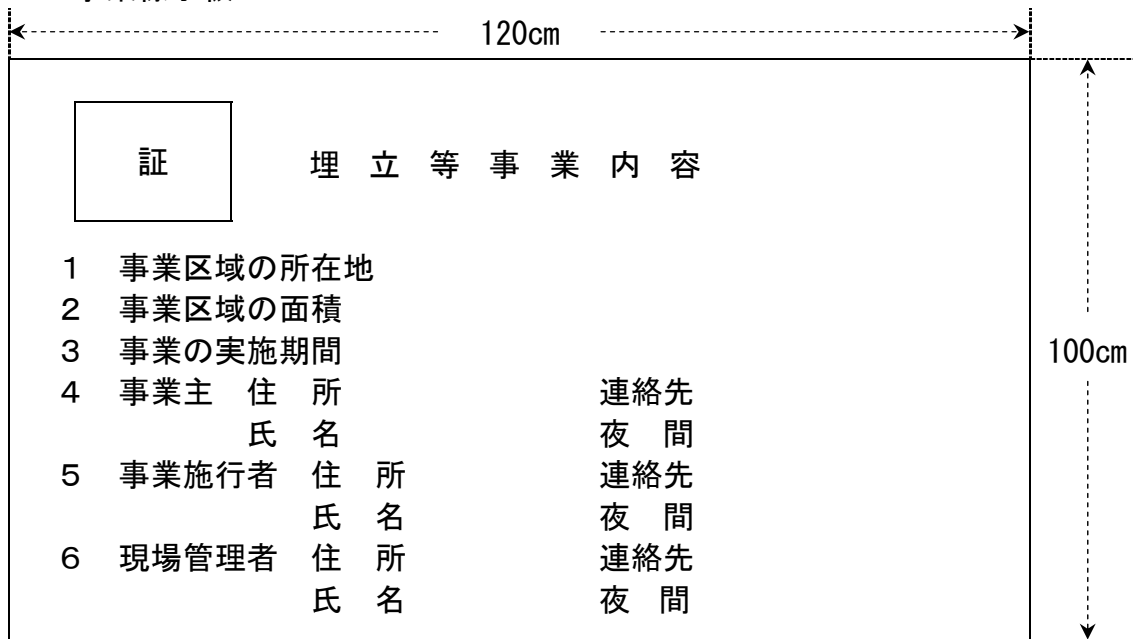 120cm
証　埋立等事業内容
1　事業区域の所在地
2　事業区域の面積
3　事業の実施期間
100cm
4　事業主　住　所　連絡先
氏　名　夜　間
5　事業施行者　住　所　連絡先
氏　名　夜　間
6　現場管理者　住　所　連絡先
氏　名　夜　間